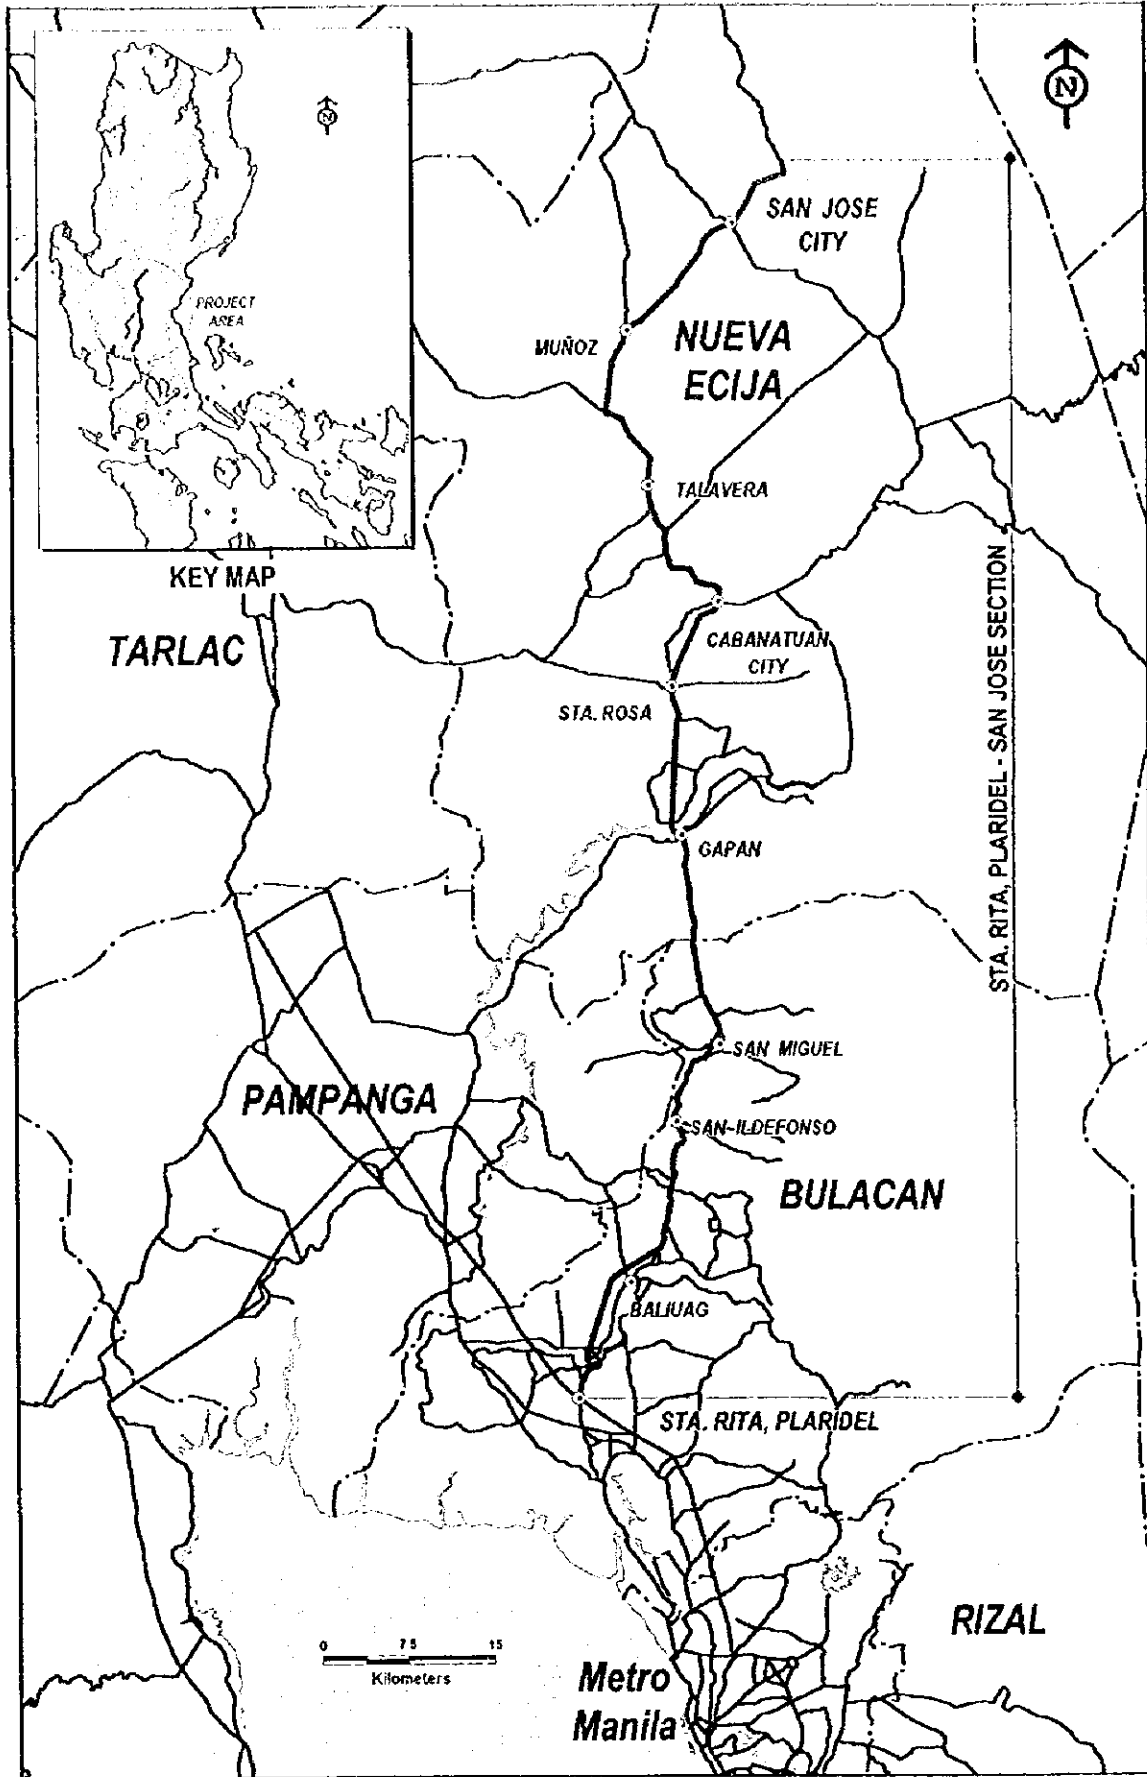 N
N
PROJECT
AREA
KEY MAP
SAN JOSE
CITY
MUÑOZ
NUEVA
ECIJA
TALAVERA
TARLAC
CABANATUAN
CITY
STA. ROSA
GAPAN
STA. RITA, PLARIDEL - SAN JOSE SECTION
SAN MIGUEL
PAMPANGA
SAN-ILDEFONSO
BULACAN
BALIUAG
STA. RITA, PLARIDEL
RIZAL
0 7.5 15
Kilometers
Metro
Manila